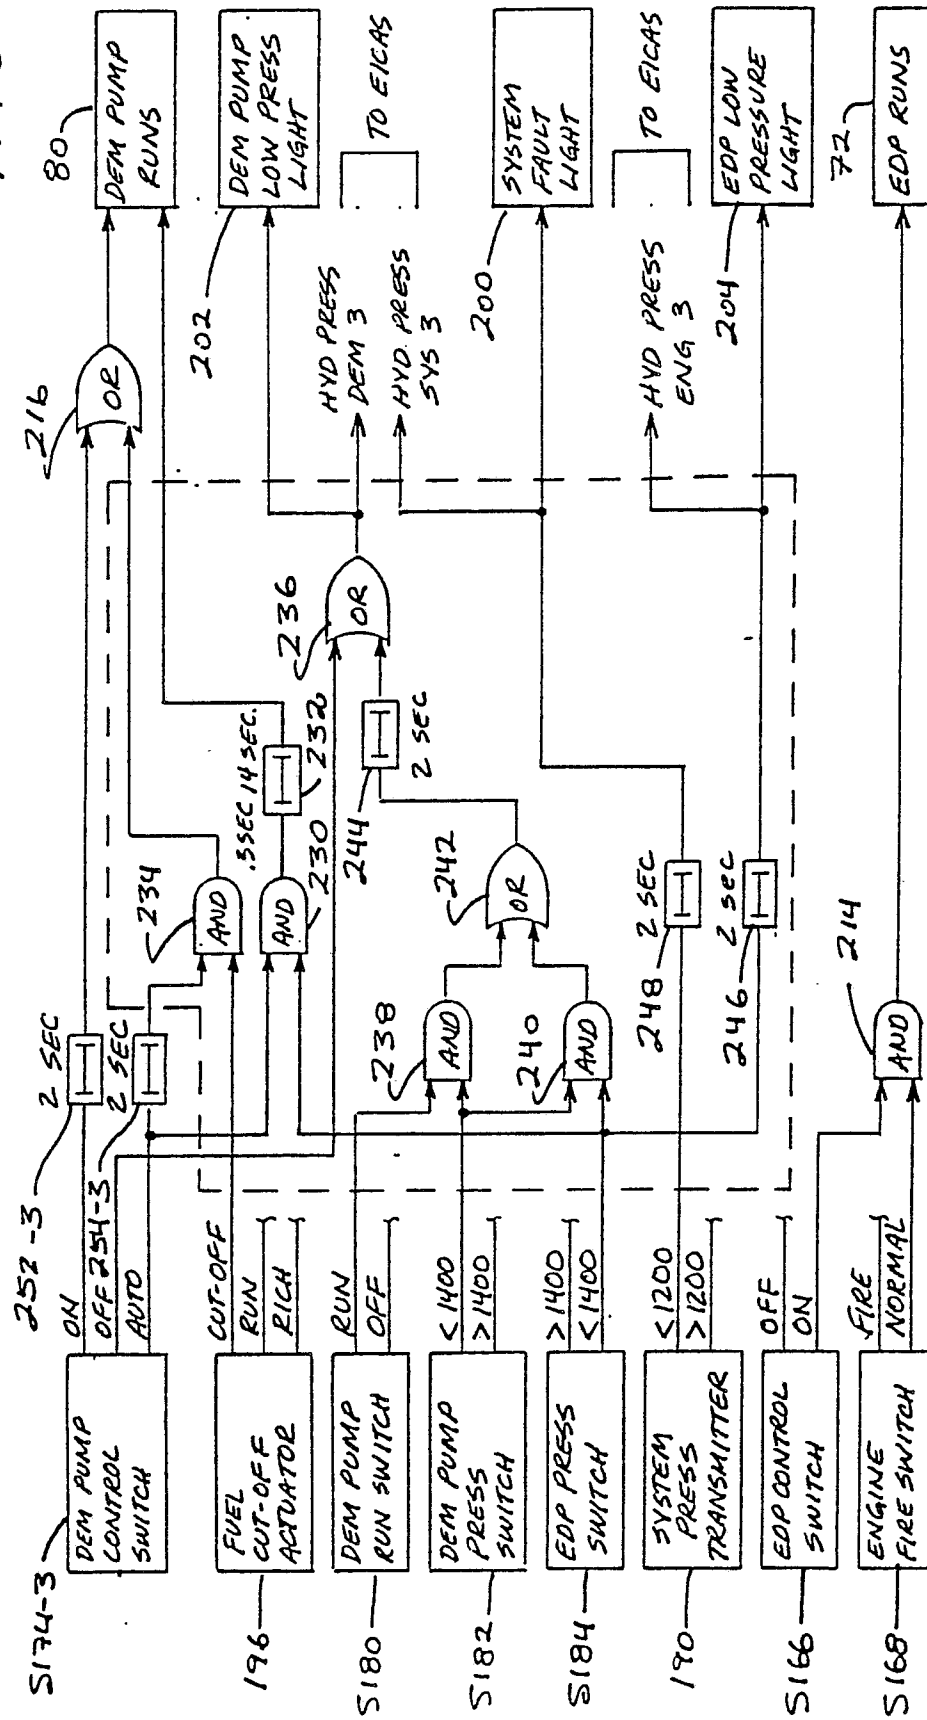 S174-3
DEM PUMP
CONTROL
SWITCH
252-3
ON
OFF
254-3
AUTO
2 SEC
2 SEC
216
OR
80
DEM PUMP
RUNS
196
FUEL
CUT-OFF
ACTUATOR
CUT-OFF
RUN
RICH
234
AND
AND
230
.5SEC 14SEC.
232
202
DEM PUMP
LOW PRESS
LIGHT
S180
DEM PUMP
RUN SWITCH
RUN
OFF
236
OR
HYD PRESS
DEM 3
TO EICAS
HYD. PRESS
SYS 3
244
2 SEC
S182
DEM PUMP
PRESS
SWITCH
<1400
>1400
238
AND
242
OR
200
SYSTEM
FAULT
LIGHT
S184
EDP PRESS
SWITCH
>1400
<1400
240
AND
190
SYSTEM
PRESS
TRANSMITTER
<1200
>1200
248
2 SEC
HYD PRESS
ENG 3
TO EICAS
246
2 SEC
204
EDP LOW
PRESSURE
LIGHT
S166
EDP CONTROL
SWITCH
OFF
ON
214
AND
S168
ENGINE
FIRE SWITCH
FIRE
NORMAL
72
EDP RUNS